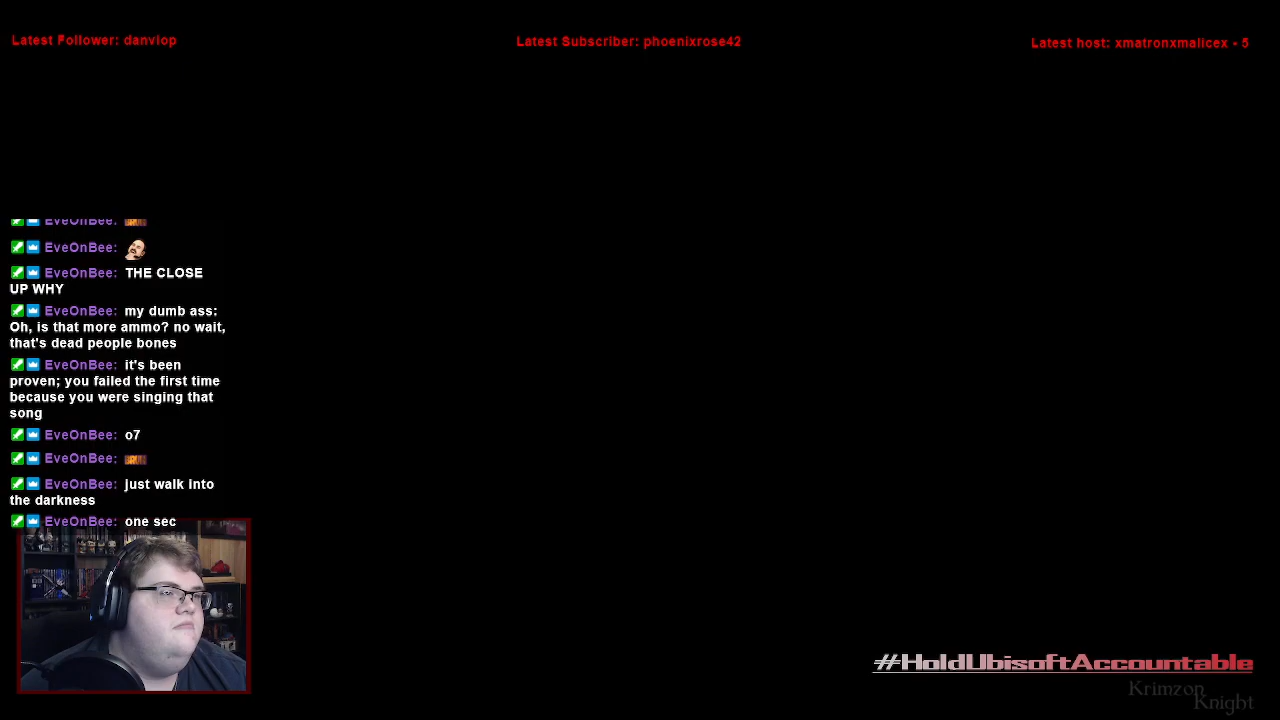 Latest Follower: danviop
Latest Subscriber: phoenixrose42
Latest host: xmatronxmalicex - 5
EveOnBee:
EveOnBee:
EveOnBee: THE CLOSE
UP WHY
EveOnBee: my dumb ass:
Oh, is that more ammo? no wait,
that's dead people bones
EveOnBee: it's been
proven; you failed the first time
because you were singing that
song
EveOnBee: o7
EveOnBee:
EveOnBee: just walk into
the darkness
EveOnBee: one sec
#HoldUbisoftAccountable
Krimzon
Knight